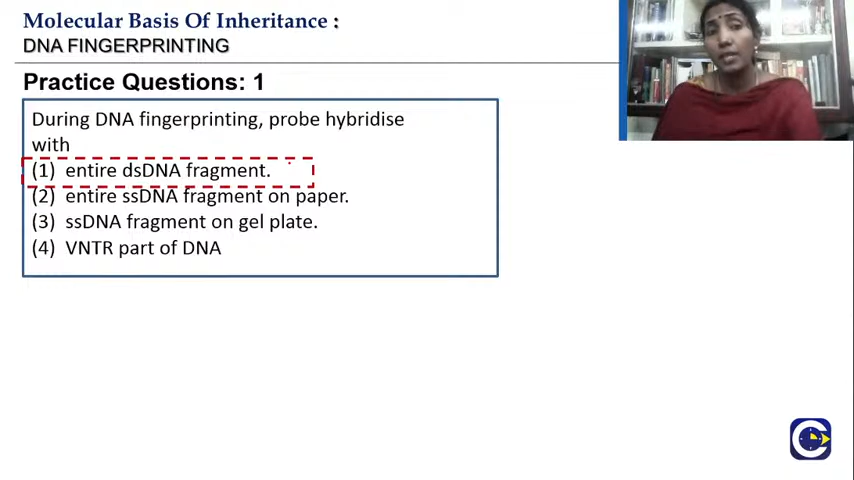 Molecular Basis Of Inheritance :
DNA FINGERPRINTING
Practice Questions: 1
During DNA fingerprinting, probe hybridise
with
(1) entire dsDNA fragment.
(2) entire ssDNA fragment on paper.
(3) ssDNA fragment on gel plate.
(4) VNTR part of DNA